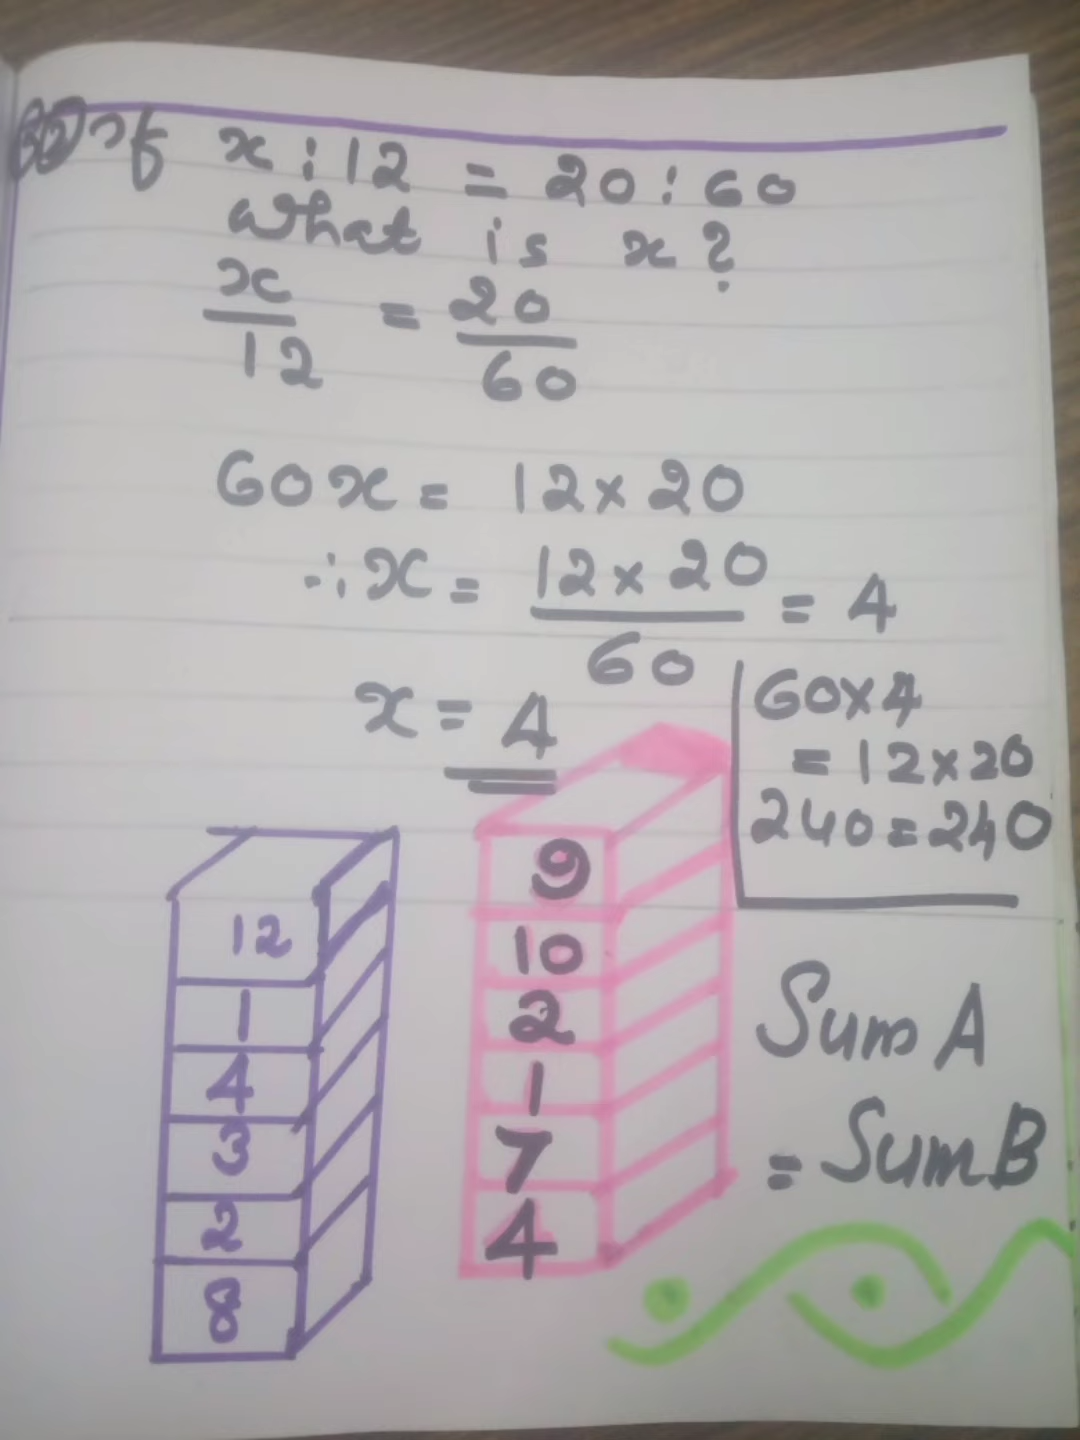 If x : 12 = 20 : 60
what is x ?
x/12 = 20/60
60x = 12 × 20
∴ x = 12 × 20 / 60 = 4
x = 4
60×4
= 12×20
240 = 240
12
1
4
3
2
8
9
10
2
1
7
4
Sum A
= Sum B